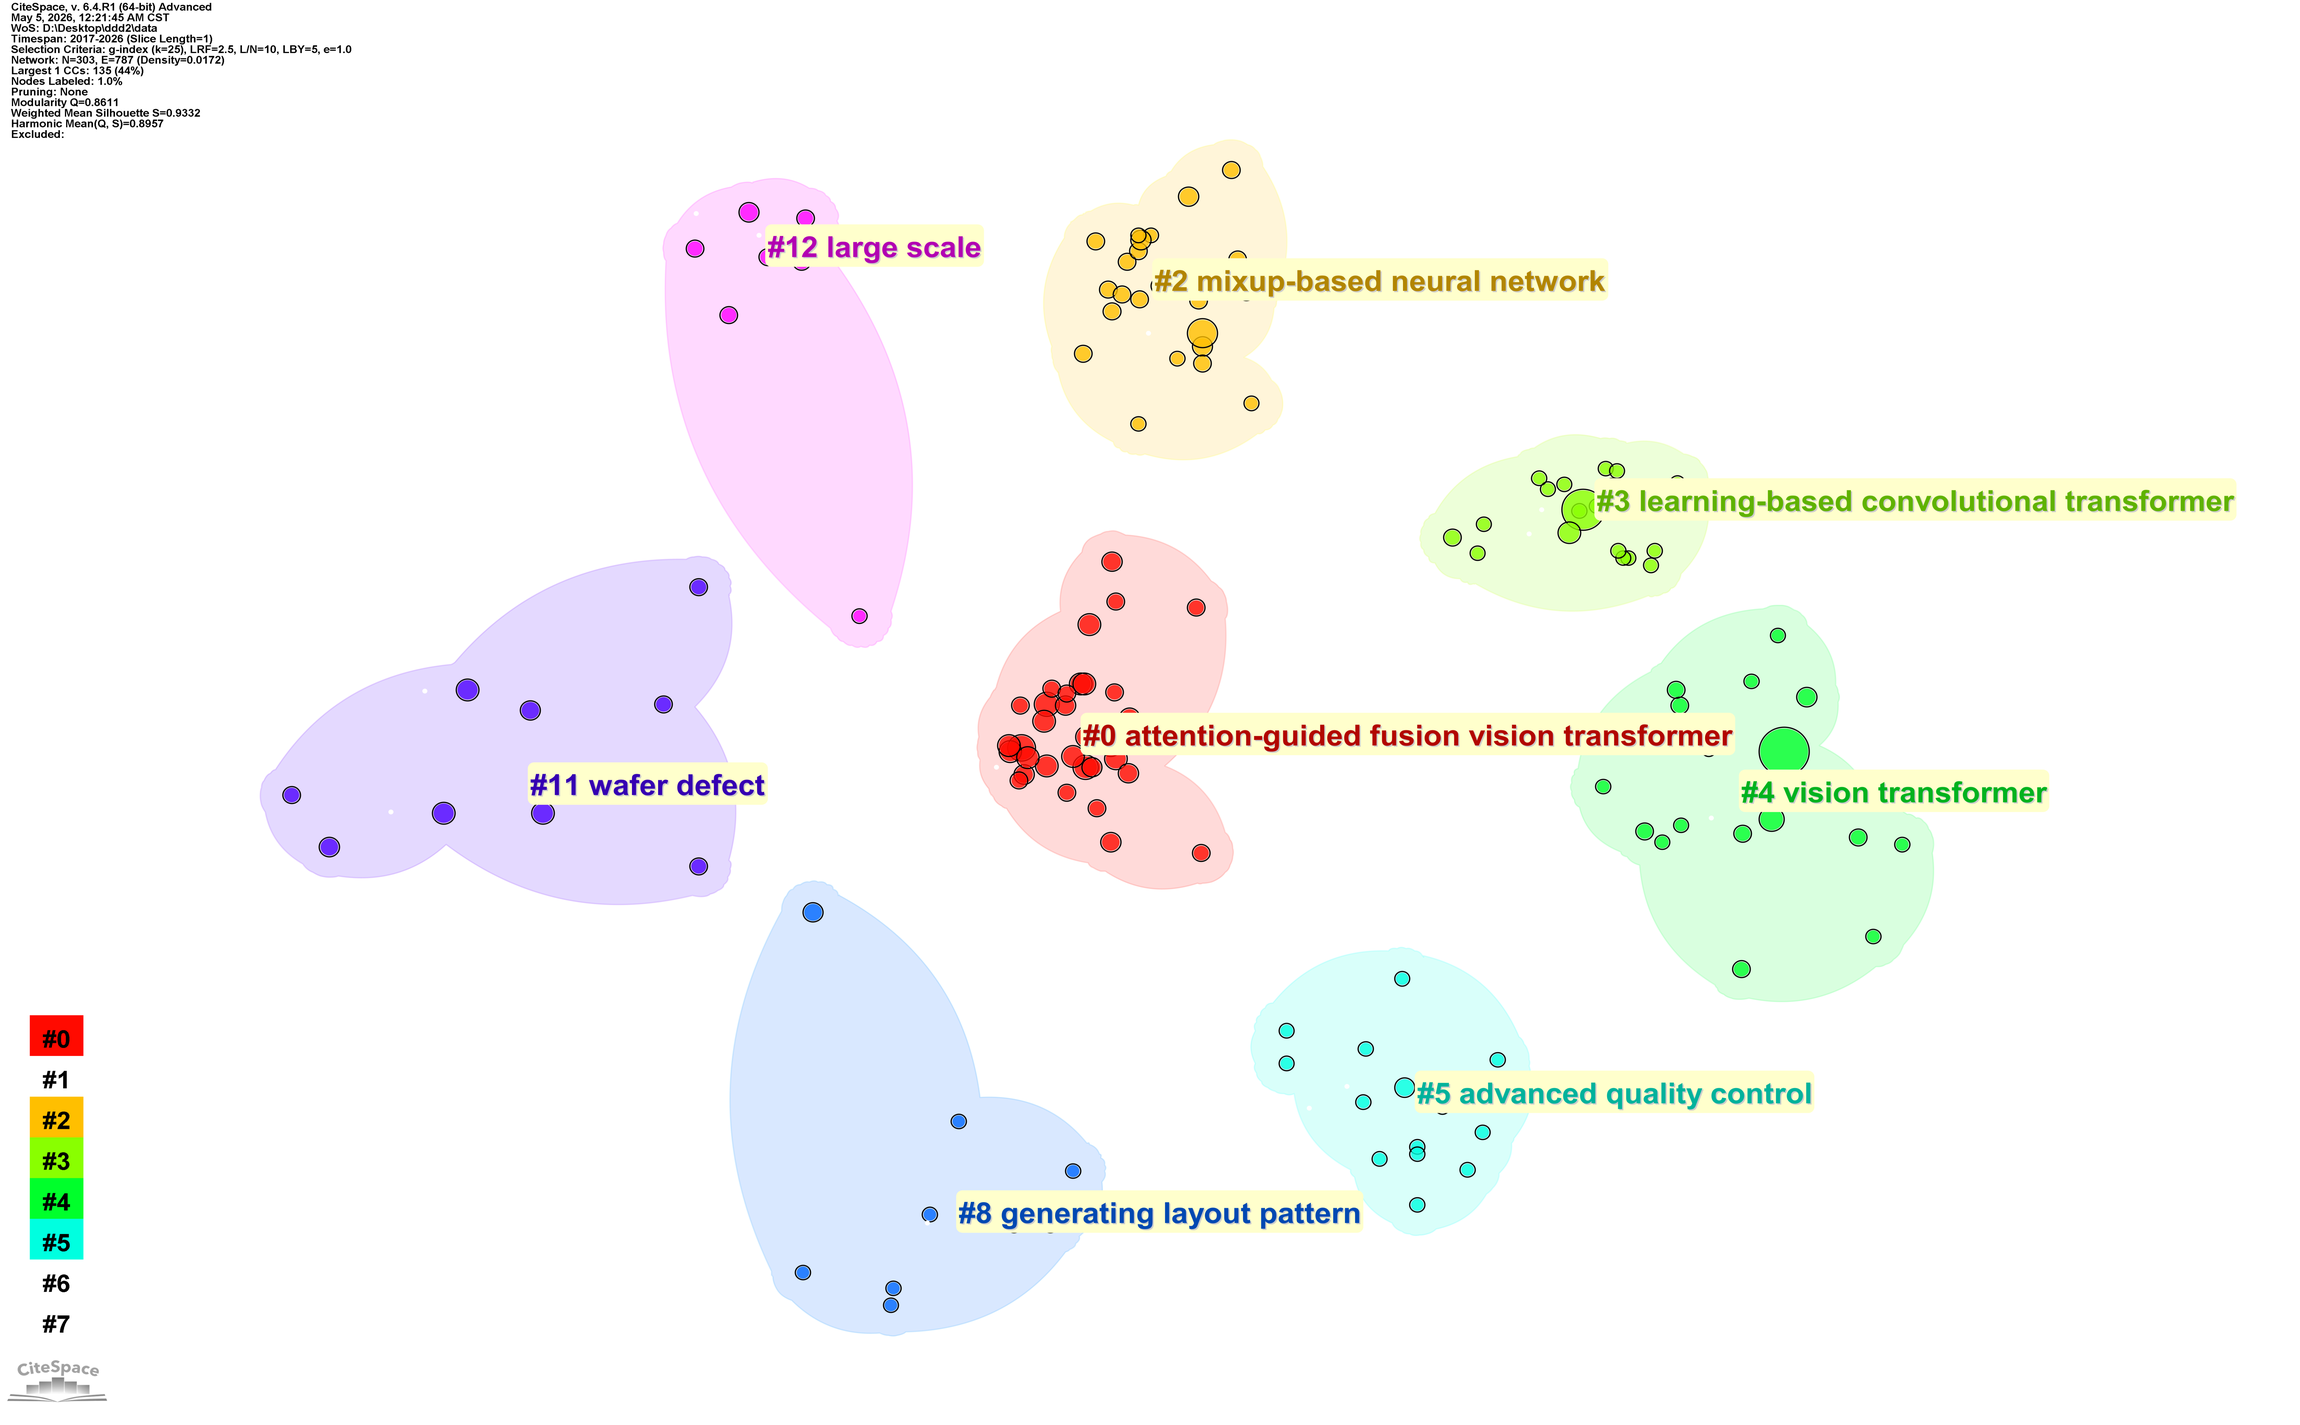 CiteSpace, v. 6.4.R1 (64-bit) Advanced
May 5, 2026, 12:21:45 AM CST
WoS: D:\Desktop\ddd2\data
Timespan: 2017-2026 (Slice Length=1)
Selection Criteria: g-index (k=25), LRF=2.5, L/N=10, LBY=5, e=1.0
Network: N=303, E=787 (Density=0.0172)
Largest 1 CCs: 135 (44%)
Nodes Labeled: 1.0%
Pruning: None
Modularity Q=0.8611
Weighted Mean Silhouette S=0.9332
Harmonic Mean(Q, S)=0.8957
Excluded:
#12 large scale
#2 mixup-based neural network
#3 learning-based convolutional transformer
#0 attention-guided fusion vision transformer
#11 wafer defect
#4 vision transformer
#5 advanced quality control
#8 generating layout pattern
#0
#1
#2
#3
#4
#5
#6
#7
CiteSpace